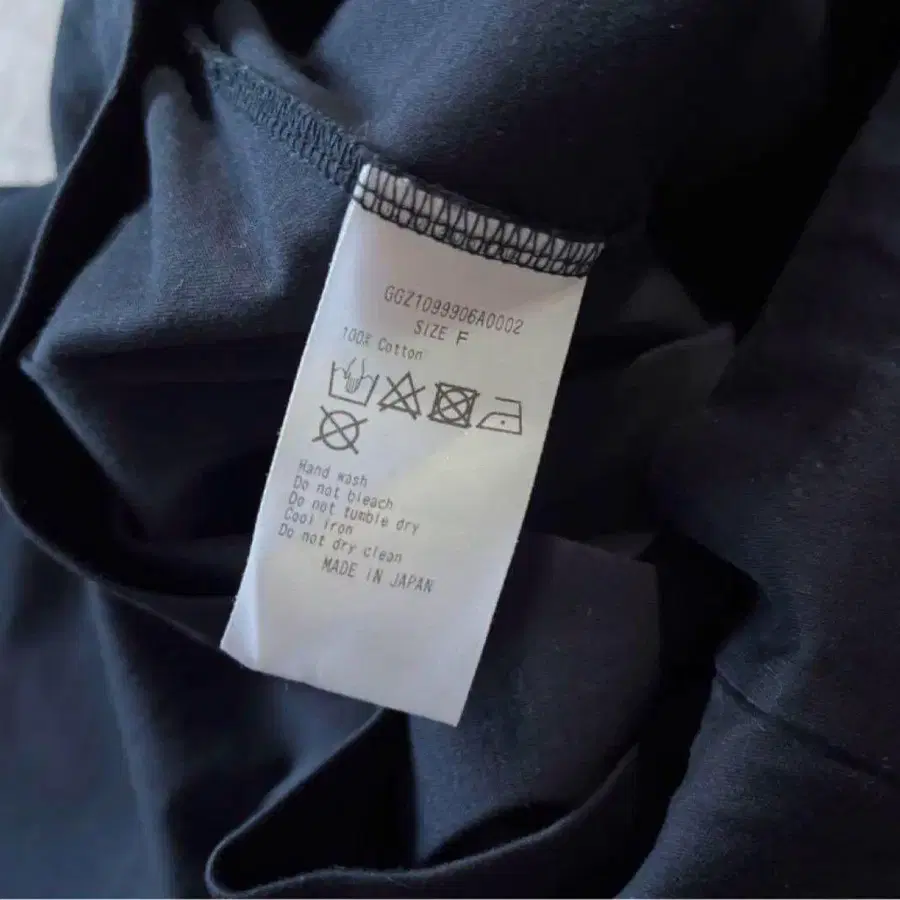 GGZ1099906A0002
SIZE F
100% Cotton
Hand wash
Do not bleach
Do not tumble dry
Cool iron
Do not dry clean
MADE IN JAPAN